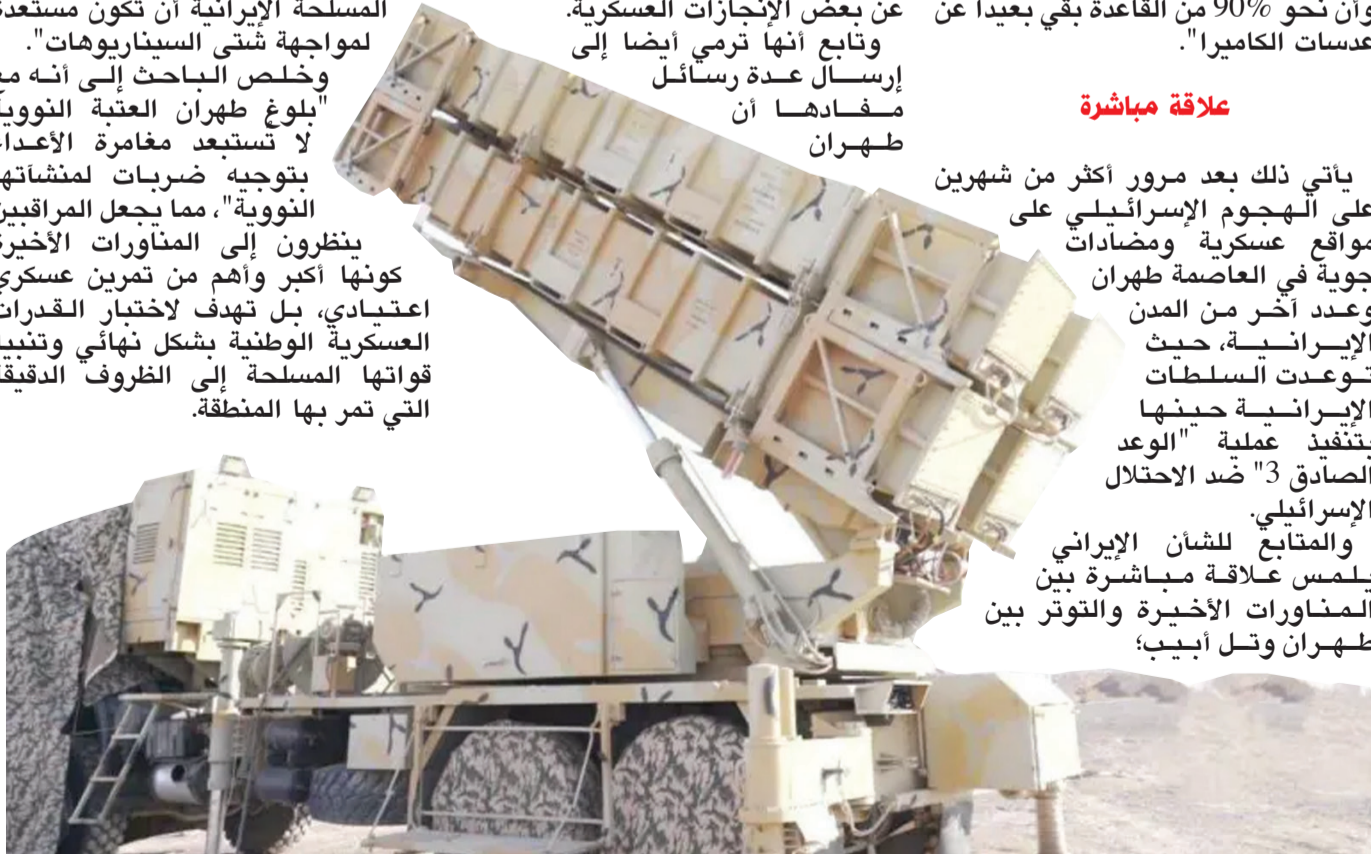 وأن نحو 90% من القاعدة بقي بعيدا عن
عدسات الكاميرا".
علاقة مباشرة
يأتي ذلك بعد مرور أكثر من شهرين
على الهجوم الإسرائيلي على
مواقع عسكرية ومضادات
جوية في العاصمة طهران
وعدد آخر من المدن
الإيرانية، حيث
توعدت السلطات
الإيرانية حينها
بتنفيذ عملية "الوعد
الصادق 3" ضد الاحتلال
الإسرائيلي.
والمتابع للشأن الإيراني
يلمس علاقة مباشرة بين
المناورات الأخيرة والتوتر بين
طهران وتل أبيب؛
عن بعض الإنجازات العسكرية.
وتابع أنها ترمي أيضا إلى
إرسال عدة رسائل
مفادها أن
طهران
المسلحة الإيرانية أن تكون مستعدة
لمواجهة شتى السيناريوهات".
وخلص الباحث إلى أنه مع
"بلوغ طهران العتبة النووية
لا تُستبعد مغامرة الأعداء
بتوجيه ضربات لمنشآتها
النووية"، مما يجعل المراقبين
ينظرون إلى المناورات الأخيرة
كونها أكبر وأهم من تمرين عسكري
اعتيادي، بل تهدف لاختبار القدرات
العسكرية الوطنية بشكل نهائي وتنبيه
قواتها المسلحة إلى الظروف الدقيقة
التي تمر بها المنطقة.